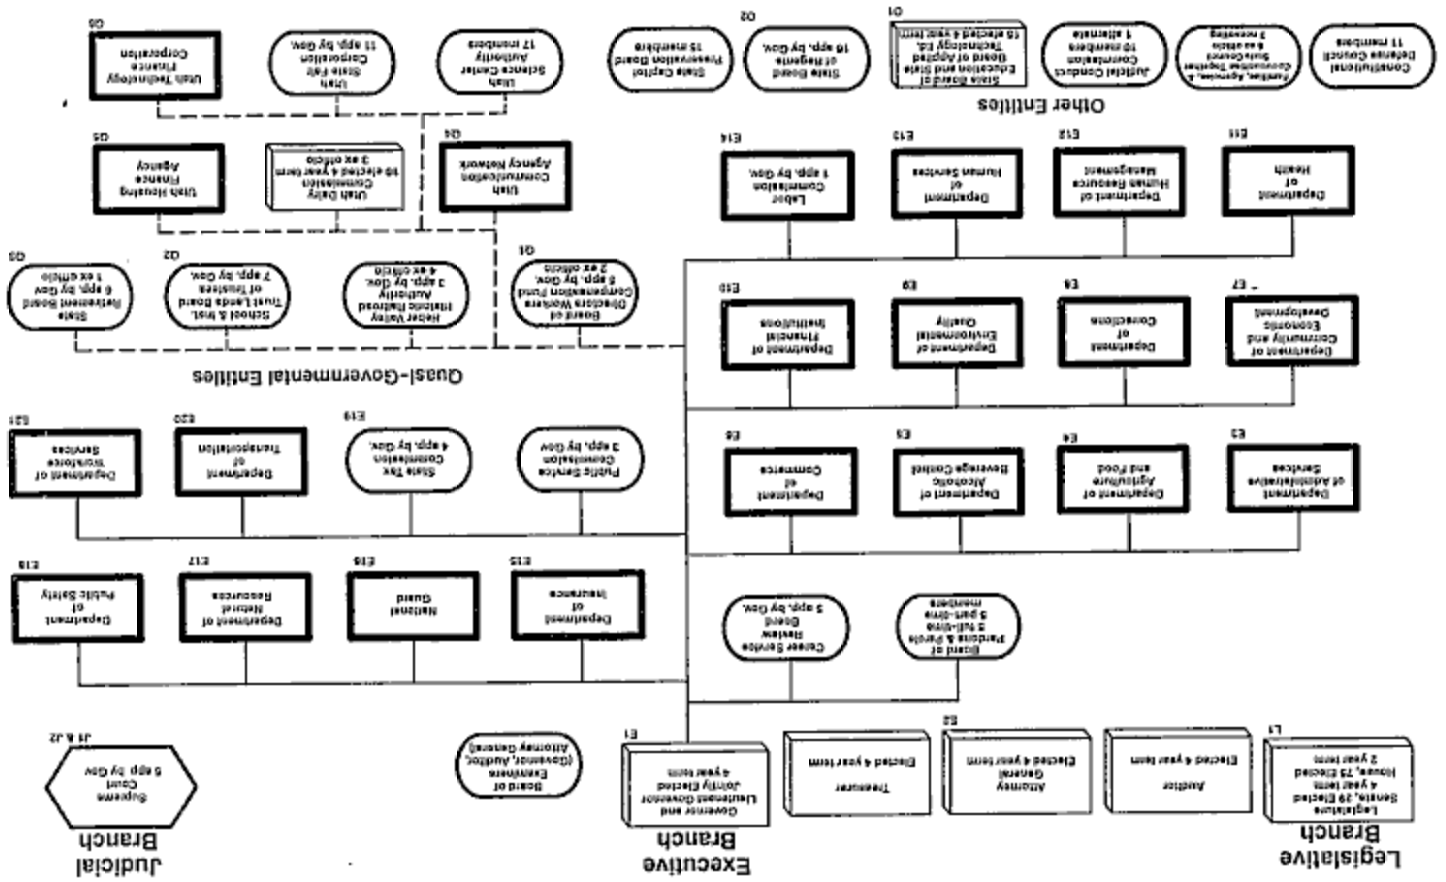 Legislative
Branch
Legislature
Senate, 29 Elected
4 year term
House, 75 Elected
2 year term
L1
Auditor
Elected 4 year term
Attorney
General
Elected 4 year term
E2
Treasurer
Elected 4 year term
Executive
Branch
Governor and
Lieutenant Governor
Jointly Elected
4 year term
E1
Board of
Examiners
(Governor, Auditor,
Attorney General)
Judicial
Branch
Supreme
Court
5 app by Gov
J1 & J2
Board of
Pardons & Parole
5 full-time
5 part-time
members
Career Service
Review
Board
5 app. by Gov.
Department
of
Insurance
E15
National
Guard
E16
Department of
Natural
Resources
E17
Department
of
Public Safety
E18
Department
of Administrative
Services
E3
Department of
Agriculture
and Food
E4
Department of
Alcoholic
Beverage Control
E5
Department
of
Commerce
E6
Public Service
Commission
3 app. by Gov
State Tax
Commission
4 app. by Gov.
E19
Department
of
Transportation
E20
Department of
Workforce
Services
E21
Department of
Community and
Economic
Development
E7
Department
of
Corrections
E8
Department of
Environmental
Quality
E9
Department of
Financial
Institutions
E10
Quasi-Governmental Entities
Board of
Directors Workers
Compensation Fund
5 app. by Gov.
2 ex officio
Q1
Heber Valley
Historic Railroad
Authority
3 app. by Gov.
4 ex officio
School & Inst.
Trust Lands Board
of Trustees
7 app. by Gov.
Q2
State
Retirement Board
6 app. by Gov.
1 ex officio
Q3
Department
of
Health
E11
Department of
Human Resource
Management
E12
Department
of
Human Services
E13
Labor
Commission
1 app. by Gov.
E14
Utah
Communication
Agency Network
Q4
Utah Dairy
Commission
10 elected 4 year term
3 ex officio
Utah Housing
Finance
Agency
Q5
Other Entities
Constitutional
Defense Council
11 members
Families, Agencies, &
Communities Together
State Council
6 ex officio
3 nonvoting
Judicial Conduct
Commission
10 members
1 alternate
State Board of
Education and State
Board of Applied
Technology Ed.
15 elected 4 year term
O1
State Board
of Regents
16 app. by Gov.
O2
State Capitol
Preservation Board
15 members
Utah
Science Center
Authority
17 members
Utah
State Fair
Corporation
11 app. by Gov.
Utah Technology
Finance
Corporation